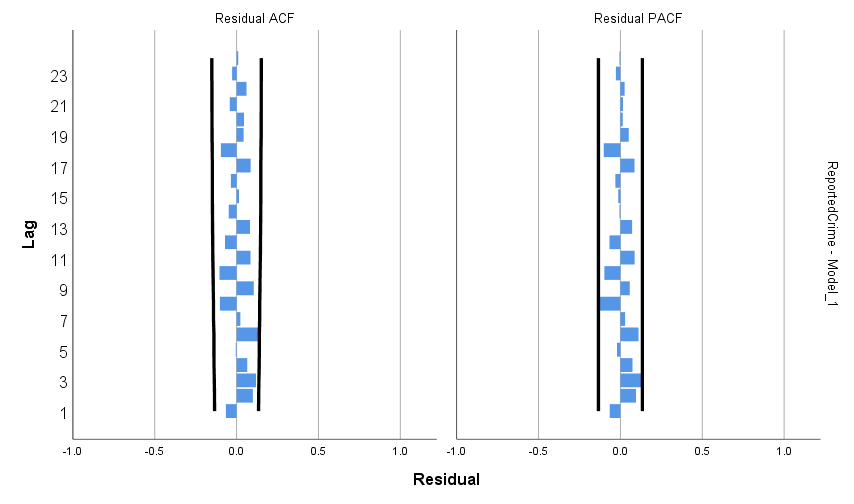 Residual ACF
Residual PACF
23
21
19
17
15
13
11
9
7
5
3
1
Lag
-1.0 -0.5 0.0 0.5 1.0
-1.0 -0.5 0.0 0.5 1.0
Residual
ReportedCrime - Model_1